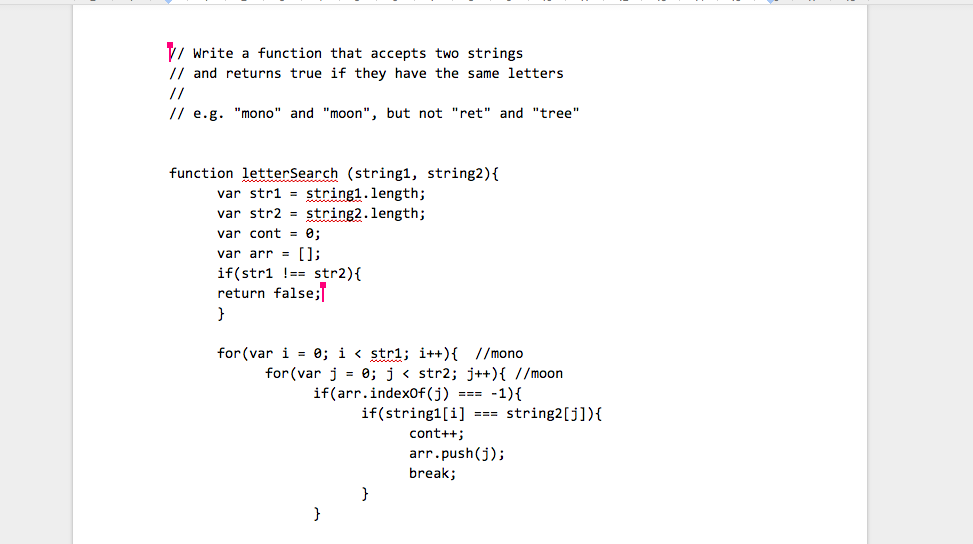 // Write a function that accepts two strings
// and returns true if they have the same letters
//
// e.g. "mono" and "moon", but not "ret" and "tree"
function letterSearch (string1, string2){
var str1 = string1.length;
var str2 = string2.length;
var cont = 0;
var arr = [];
if(str1 !== str2){
return false;
}
for(var i = 0; i < str1; i++){ //mono
for(var j = 0; j < str2; j++){ //moon
if(arr.indexOf(j) === -1){
if(string1[i] === string2[j]){
cont++;
arr.push(j);
break;
}
}